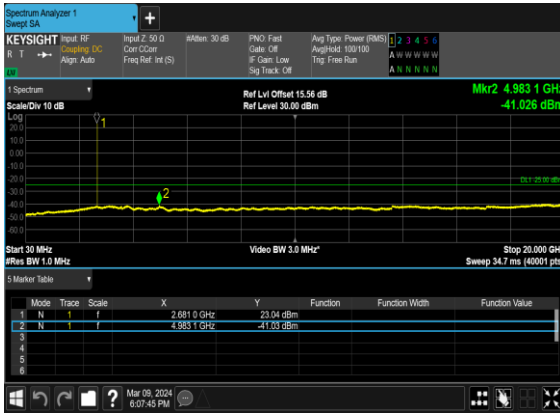 Spectrum Analyzer 1
Swept SA
KEYSIGHT Input: RF Input Z: 50 Ω #Atten: 30 dB PNO: Fast Avg Type: Power (RMS) 1 2 3 4 5 6
R T Coupling: DC Corr CCorr Gate: Off Avg|Hold: 100/100 A W W W W W
Align: Auto Freq Ref: Int (S) IF Gain: Low Trig: Free Run
Sig Track: Off A N N N N N
1 Spectrum Ref Lvl Offset 15.56 dB Mkr2 4.983 1 GHz
Scale/Div 10 dB Ref Level 30.00 dBm -41.026 dBm
Log
20.0 1
10.0
0.00
-10.0
-20.0 DL1 -25.00 dBm
-30.0 2
-40.0
-50.0
-60.0
Start 30 MHz Video BW 3.0 MHz* Stop 20.000 GH
#Res BW 1.0 MHz Sweep 34.7 ms (40001 pts
5 Marker Table
Mode Trace Scale X Y Function Function Width Function Value
1 N 1 f 2.681 0 GHz 23.04 dBm
2 N 1 f 4.983 1 GHz -41.03 dBm
3
4
5
6
? Mar 09, 2024
6:07:45 PM